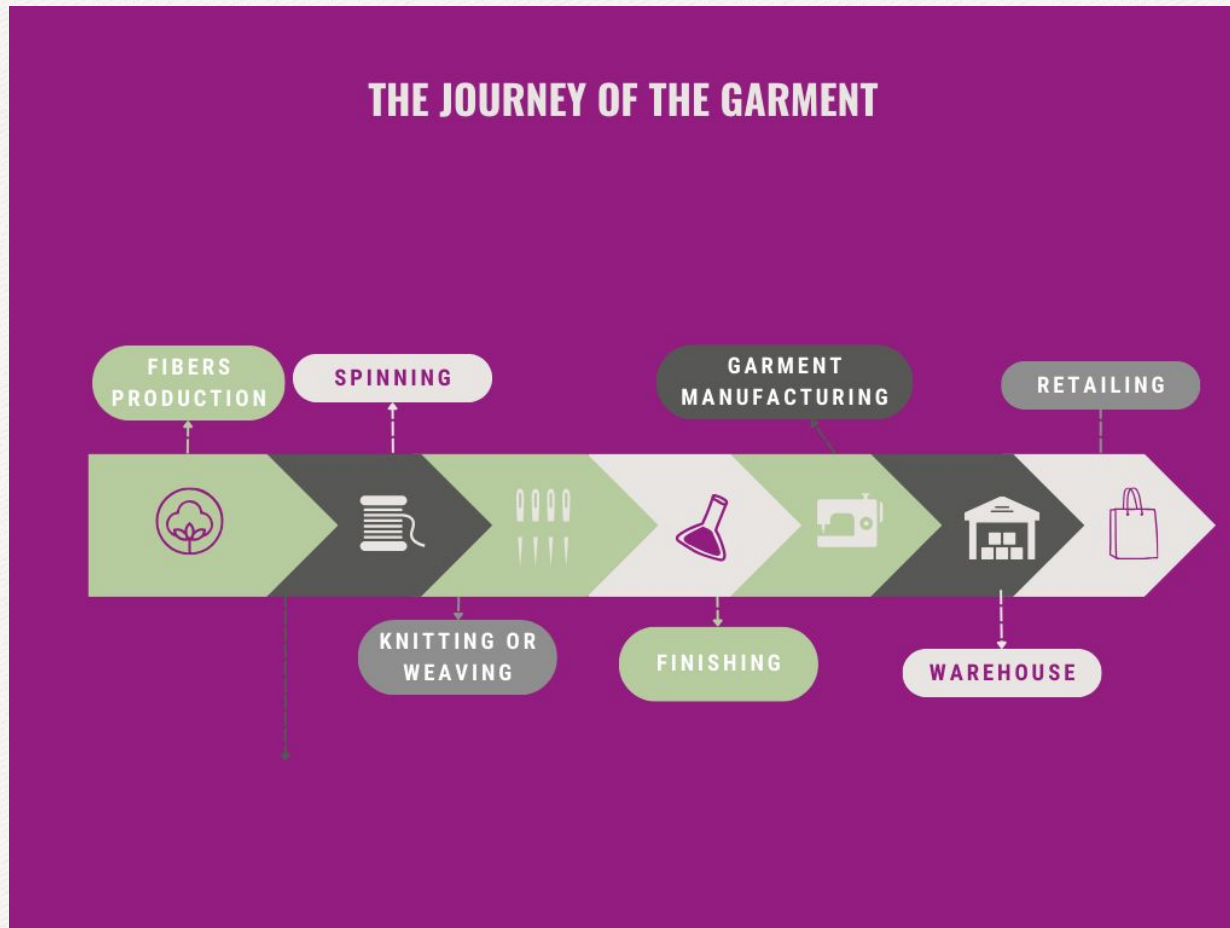 THE JOURNEY OF THE GARMENT
FIBERS
PRODUCTION
SPINNING
KNITTING OR
WEAVING
FINISHING
GARMENT
MANUFACTURING
WAREHOUSE
RETAILING